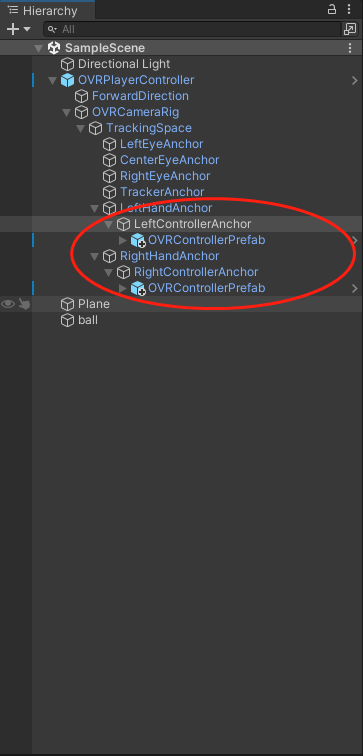 Hierarchy
All
SampleScene
Directional Light
OVRPlayerController
ForwardDirection
OVRCameraRig
TrackingSpace
LeftEyeAnchor
CenterEyeAnchor
RightEyeAnchor
TrackerAnchor
LeftHandAnchor
LeftControllerAnchor
OVRControllerPrefab
RightHandAnchor
RightControllerAnchor
OVRControllerPrefab
Plane
ball